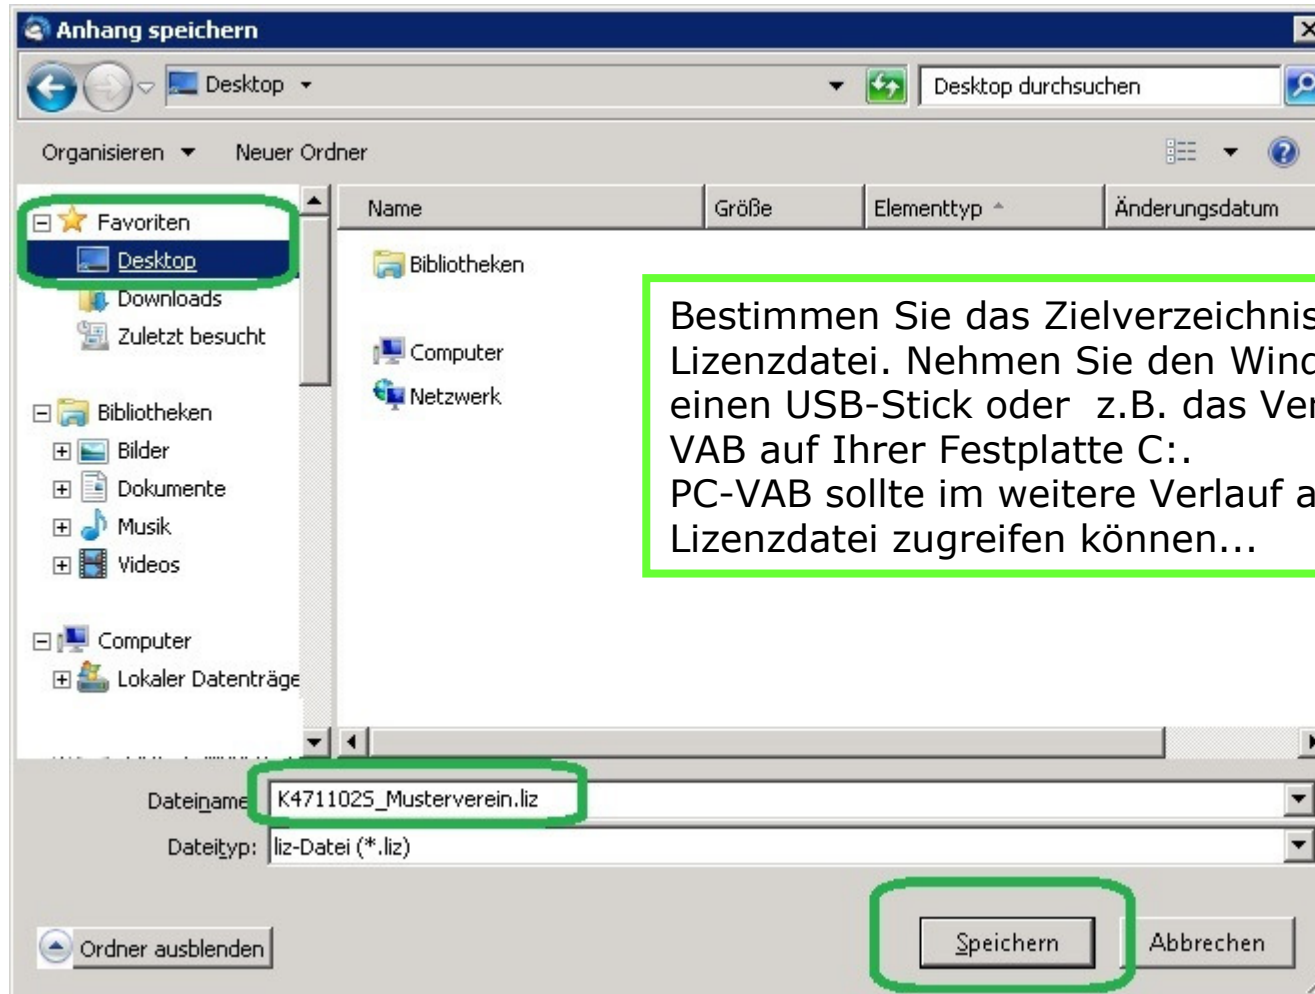 Anhang speichern
Desktop
Desktop durchsuchen
Organisieren
Neuer Ordner
Name
Größe
Elementtyp
Änderungsdatum
Favoriten
Desktop
Downloads
Zuletzt besucht
Bibliotheken
Bilder
Dokumente
Musik
Videos
Computer
Lokaler Datenträge
Bibliotheken
Computer
Netzwerk
Bestimmen Sie das Zielverzeichnis
Lizenzdatei. Nehmen Sie den Wind
einen USB-Stick oder z.B. das Ver
VAB auf Ihrer Festplatte C:.
PC-VAB sollte im weitere Verlauf a
Lizenzdatei zugreifen können...
Dateiname
K471102S_Musterverein.liz
Dateityp:
liz-Datei (*.liz)
Ordner ausblenden
Speichern
Abbrechen